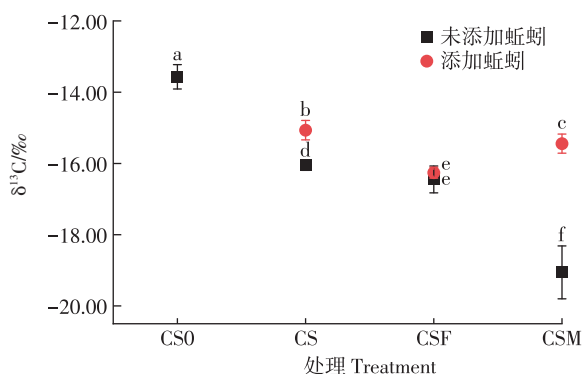 -12.00
-14.00
-16.00
-18.00
-20.00
δ¹³C/‰
未添加蚯蚓
添加蚯蚓
a
b
d
e
e
c
f
CS0
CS
CSF
CSM
处理 Treatment